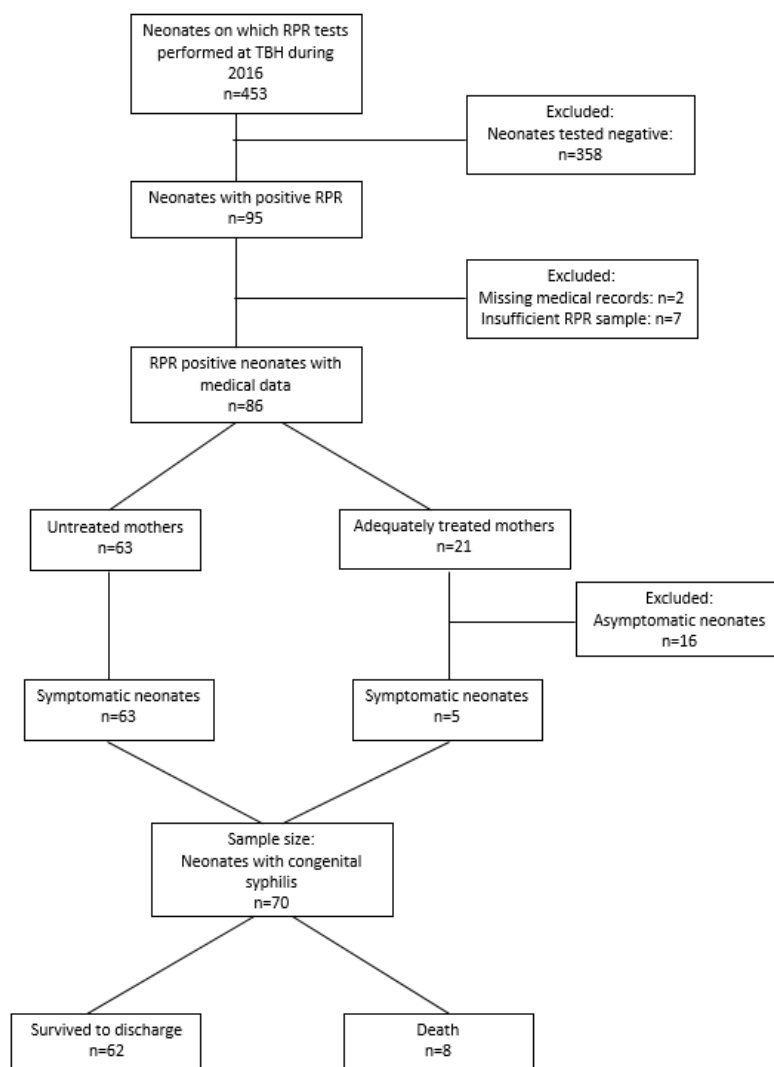 Neonates on which RPR tests
performed at TBH during
2016
n=453
Excluded:
Neonates tested negative:
n=358
Neonates with positive RPR
n=95
Excluded:
Missing medical records: n=2
Insufficient RPR sample: n=7
RPR positive neonates with
medical data
n=86
Untreated mothers
n=63
Adequately treated mothers
n=21
Excluded:
Asymptomatic neonates
n=16
Symptomatic neonates
n=63
Symptomatic neonates
n=5
Sample size:
Neonates with congenital
syphilis
n=70
Survived to discharge
n=62
Death
n=8